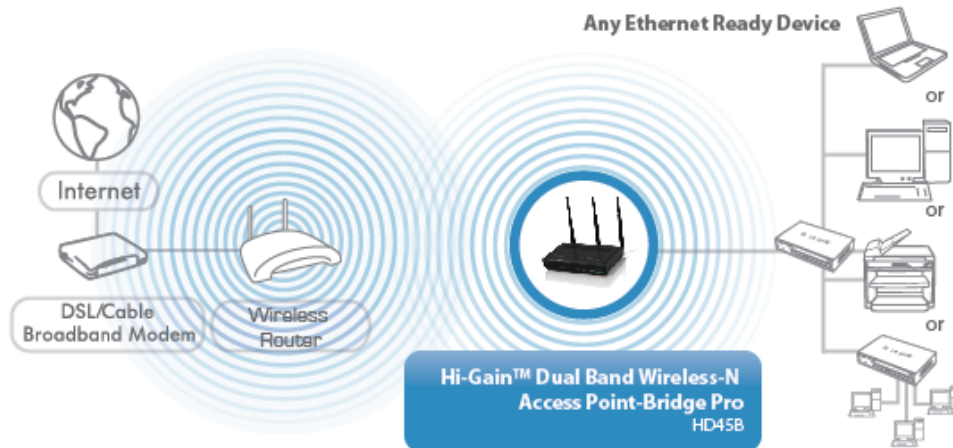 Any Ethernet Ready Device
or
Internet
or
DSL/Cable
Broadband Modem
Wireless
Router
or
Hi-Gain™ Dual Band Wireless-N
Access Point-Bridge Pro
HD45B